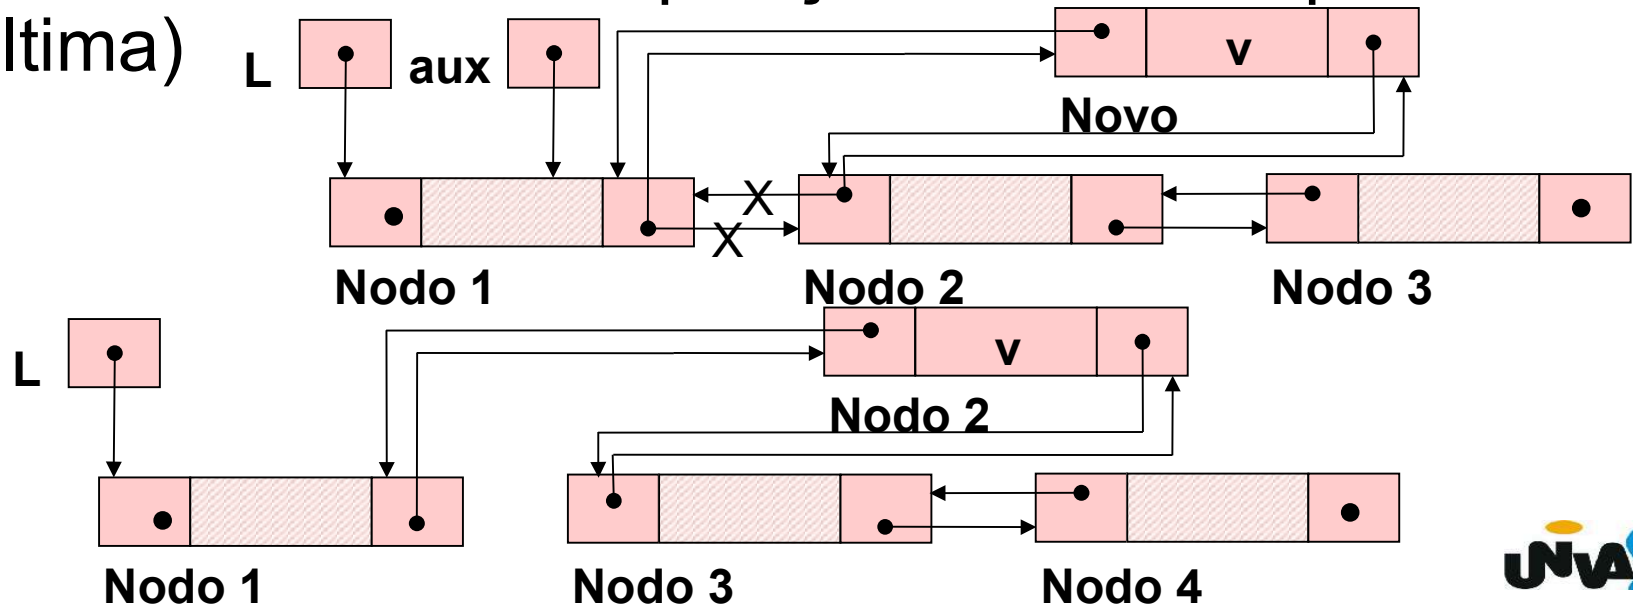 ltima)
L aux v
Novo
X
X
Nodo 1 Nodo 2 Nodo 3
L v
Nodo 2
Nodo 1 Nodo 3 Nodo 4